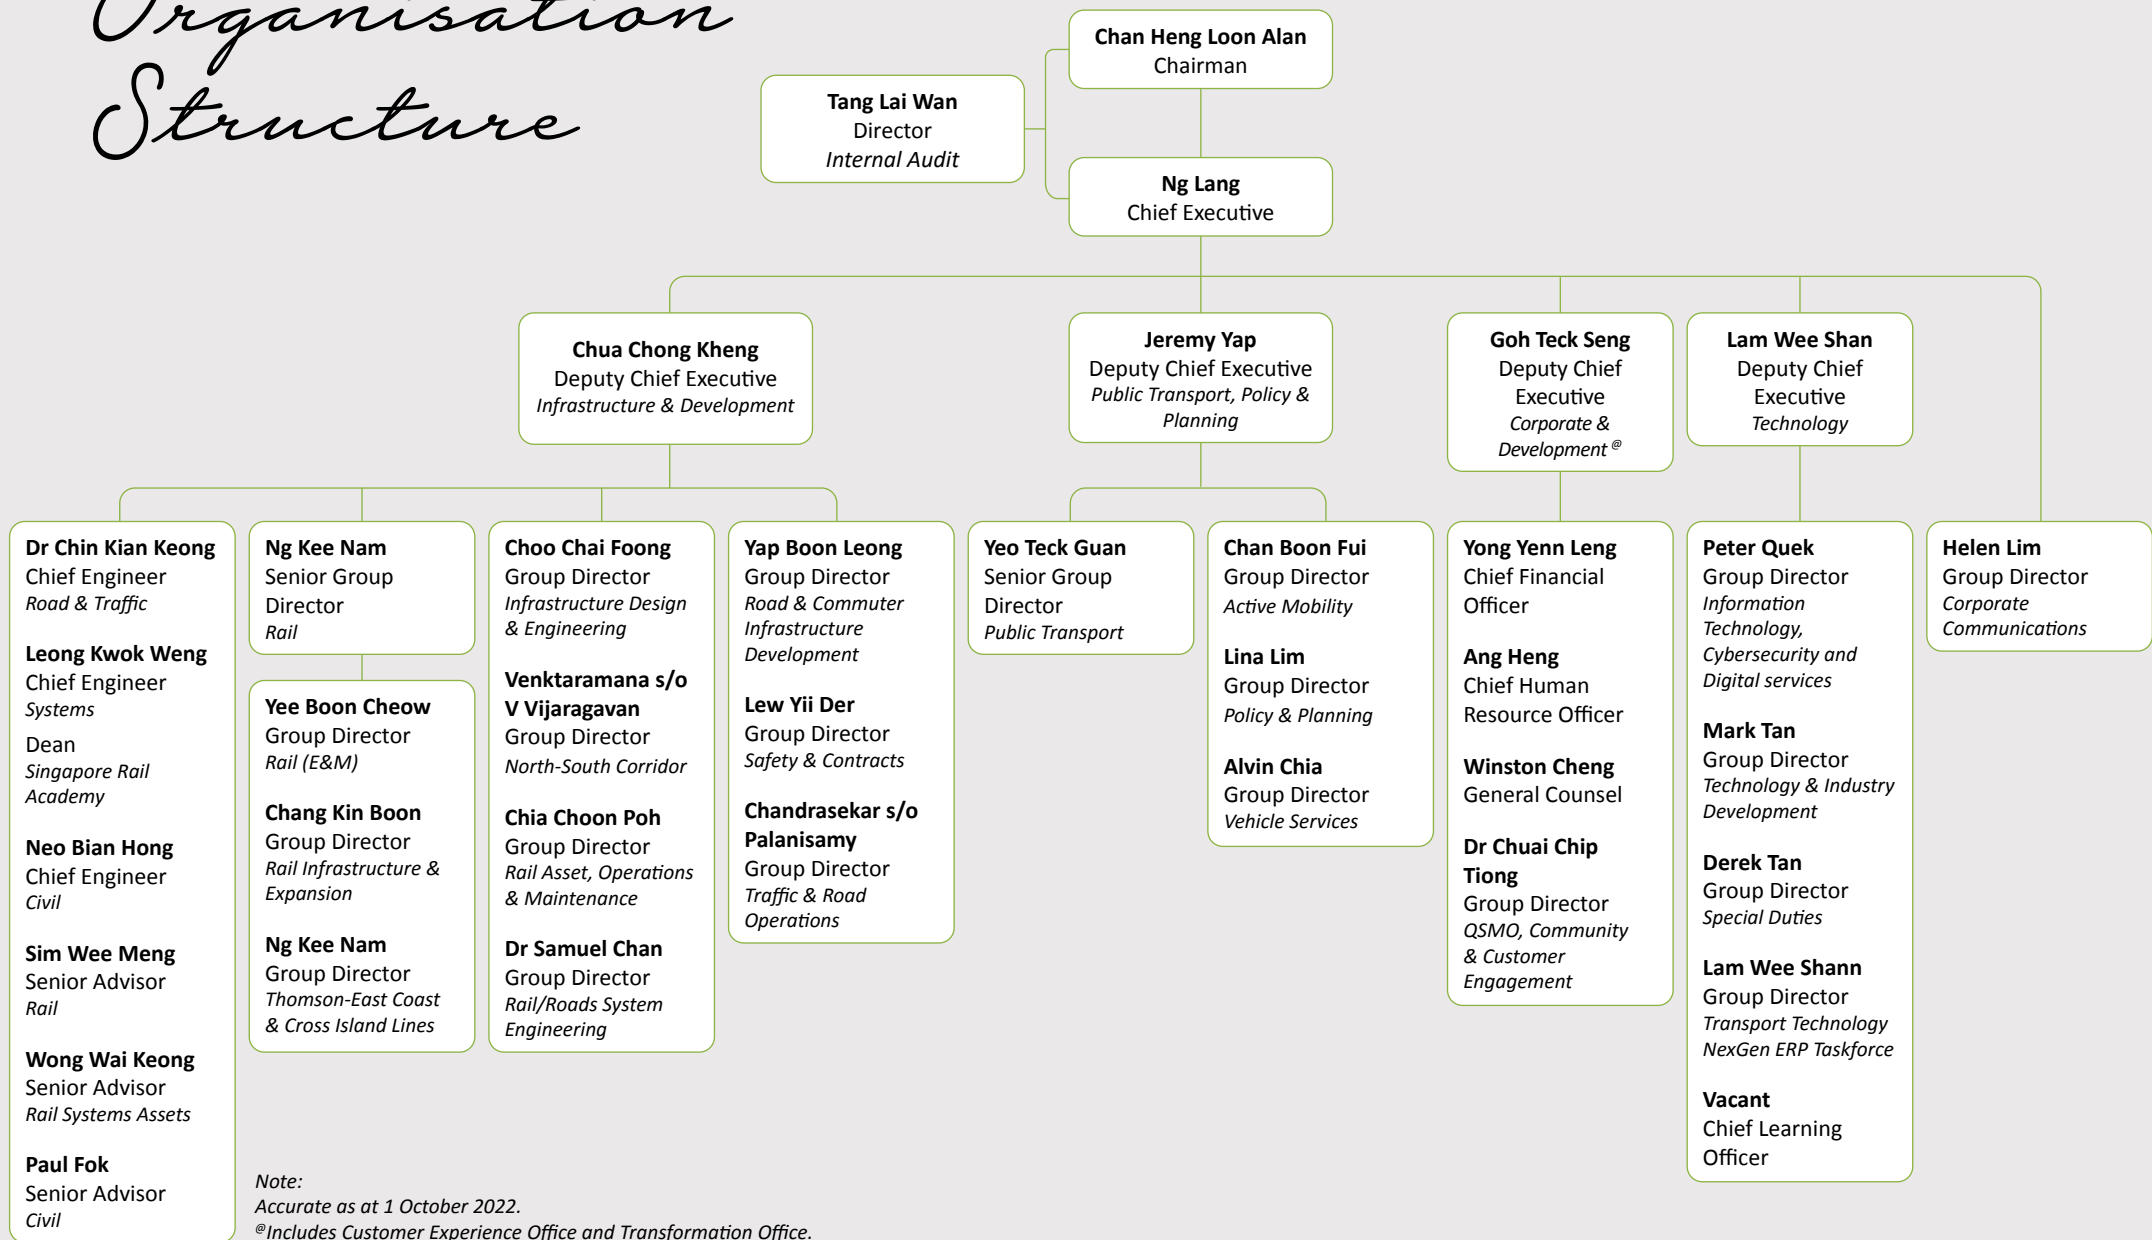 Organisation
Structure
Chan Heng Loon Alan
Chairman
Tang Lai Wan
Director
Internal Audit
Ng Lang
Chief Executive
Chua Chong Kheng
Deputy Chief Executive
Infrastructure & Development
Jeremy Yap
Deputy Chief Executive
Public Transport, Policy &
Planning
Goh Teck Seng
Deputy Chief
Executive
Corporate &
Development @
Lam Wee Shan
Deputy Chief
Executive
Technology
Dr Chin Kian Keong
Chief Engineer
Road & Traffic
Leong Kwok Weng
Chief Engineer
Systems
Dean
Singapore Rail
Academy
Neo Bian Hong
Chief Engineer
Civil
Sim Wee Meng
Senior Advisor
Rail
Wong Wai Keong
Senior Advisor
Rail Systems Assets
Paul Fok
Senior Advisor
Civil
Ng Kee Nam
Senior Group
Director
Rail
Yee Boon Cheow
Group Director
Rail (E&M)
Chang Kin Boon
Group Director
Rail Infrastructure &
Expansion
Ng Kee Nam
Group Director
Thomson-East Coast
& Cross Island Lines
Choo Chai Foong
Group Director
Infrastructure Design
& Engineering
Venktaramana s/o
V Vijaragavan
Group Director
North-South Corridor
Chia Choon Poh
Group Director
Rail Asset, Operations
& Maintenance
Dr Samuel Chan
Group Director
Rail/Roads System
Engineering
Yap Boon Leong
Group Director
Road & Commuter
Infrastructure
Development
Lew Yii Der
Group Director
Safety & Contracts
Chandrasekar s/o
Palanisamy
Group Director
Traffic & Road
Operations
Yeo Teck Guan
Senior Group
Director
Public Transport
Chan Boon Fui
Group Director
Active Mobility
Lina Lim
Group Director
Policy & Planning
Alvin Chia
Group Director
Vehicle Services
Yong Yenn Leng
Chief Financial
Officer
Ang Heng
Chief Human
Resource Officer
Winston Cheng
General Counsel
Dr Chuai Chip
Tiong
Group Director
QSMO, Community
& Customer
Engagement
Peter Quek
Group Director
Information
Technology,
Cybersecurity and
Digital services
Mark Tan
Group Director
Technology & Industry
Development
Derek Tan
Group Director
Special Duties
Lam Wee Shann
Group Director
Transport Technology
NexGen ERP Taskforce
Vacant
Chief Learning
Officer
Helen Lim
Group Director
Corporate
Communications
Note:
Accurate as at 1 October 2022.
@Includes Customer Experience Office and Transformation Office.